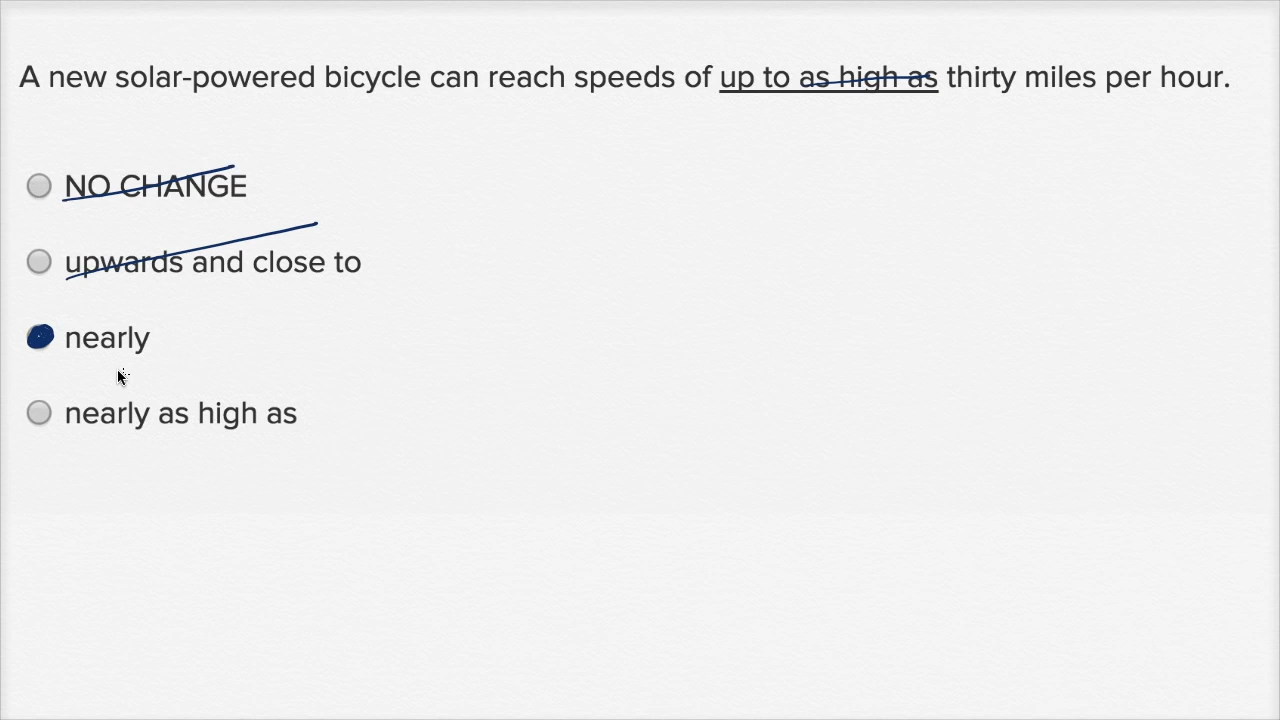 A new solar-powered bicycle can reach speeds of up to as high as thirty miles per hour.
NO CHANGE
upwards and close to
nearly
nearly as high as